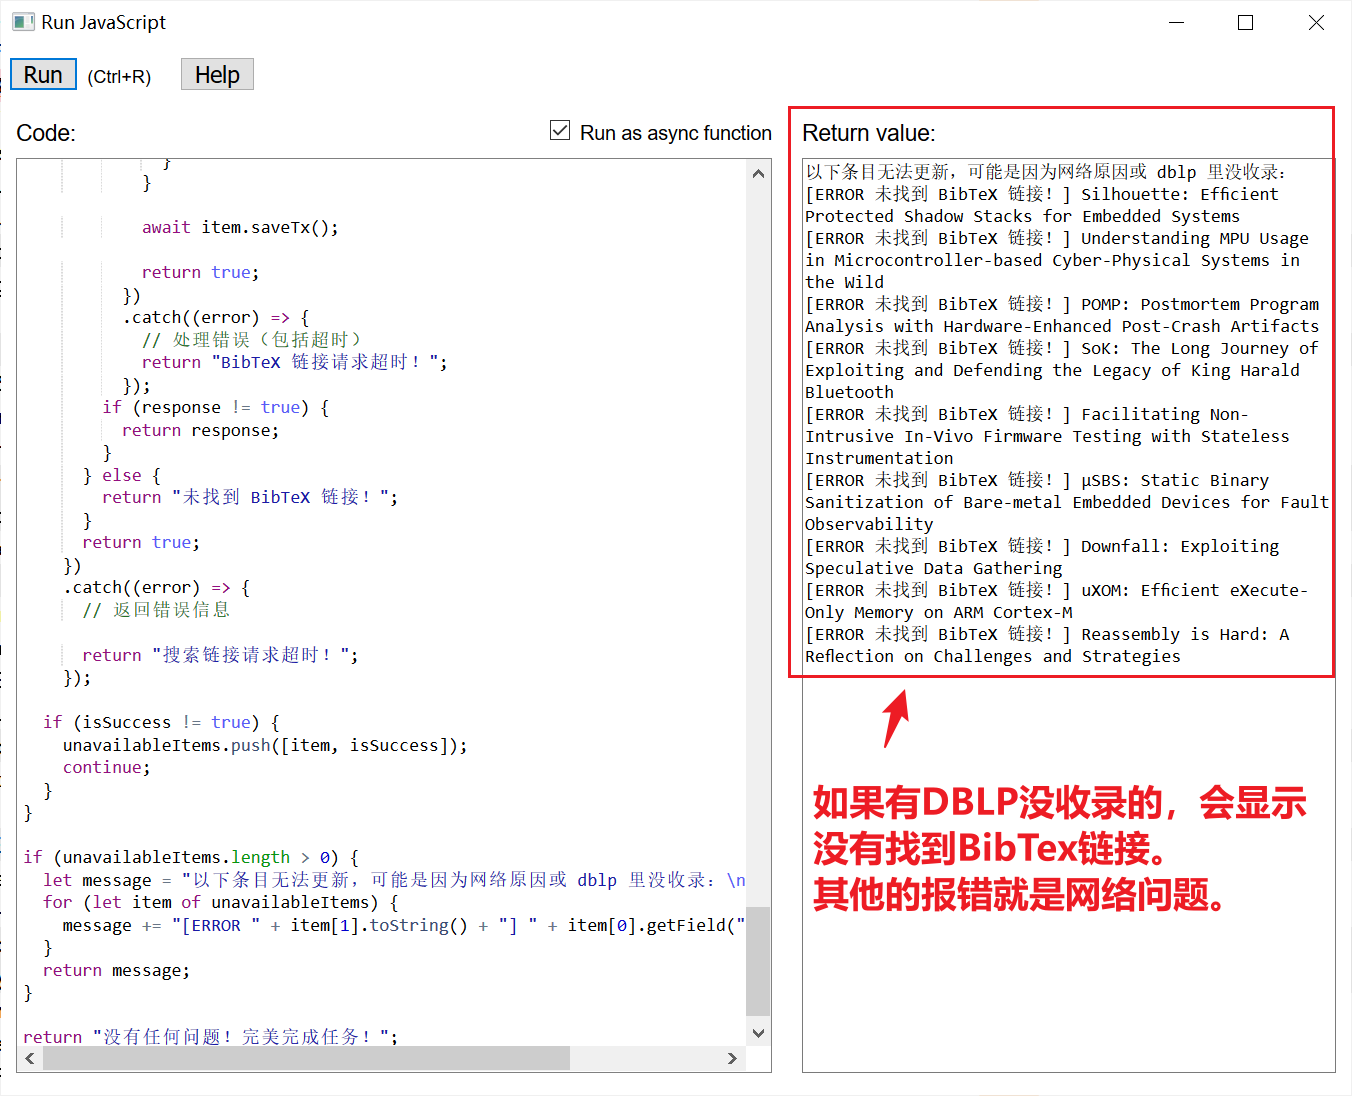 Run JavaScript
Run (Ctrl+R) Help
Code:
Run as async function
}
}
await item.saveTx();
return true;
})
.catch((error) => {
// 处理错误（包括超时）
return "BibTeX 链接请求超时！";
});
if (response != true) {
return response;
}
} else {
return "未找到 BibTeX 链接！";
}
return true;
})
.catch((error) => {
// 返回错误信息
return "搜索链接请求超时！";
});
if (isSuccess != true) {
unavailableItems.push([item, isSuccess]);
continue;
}
}
if (unavailableItems.length > 0) {
let message = "以下条目无法更新，可能是因为网络原因或 dblp 里没收录：\n
for (let item of unavailableItems) {
message += "[ERROR " + item[1].toString() + "] " + item[0].getField("
}
return message;
}
return "没有任何问题！完美完成任务！";
Return value:
以下条目无法更新，可能是因为网络原因或 dblp 里没收录：
[ERROR 未找到 BibTeX 链接！] Silhouette: Efficient
Protected Shadow Stacks for Embedded Systems
[ERROR 未找到 BibTeX 链接！] Understanding MPU Usage
in Microcontroller-based Cyber-Physical Systems in
the Wild
[ERROR 未找到 BibTeX 链接！] POMP: Postmortem Program
Analysis with Hardware-Enhanced Post-Crash Artifacts
[ERROR 未找到 BibTeX 链接！] SoK: The Long Journey of
Exploiting and Defending the Legacy of King Harald
Bluetooth
[ERROR 未找到 BibTeX 链接！] Facilitating Non-
Intrusive In-Vivo Firmware Testing with Stateless
Instrumentation
[ERROR 未找到 BibTeX 链接！] μSBS: Static Binary
Sanitization of Bare-metal Embedded Devices for Fault
Observability
[ERROR 未找到 BibTeX 链接！] Downfall: Exploiting
Speculative Data Gathering
[ERROR 未找到 BibTeX 链接！] uXOM: Efficient eXecute-
Only Memory on ARM Cortex-M
[ERROR 未找到 BibTeX 链接！] Reassembly is Hard: A
Reflection on Challenges and Strategies
如果有DBLP没收录的，会显示
没有找到BibTex链接。
其他的报错就是网络问题。